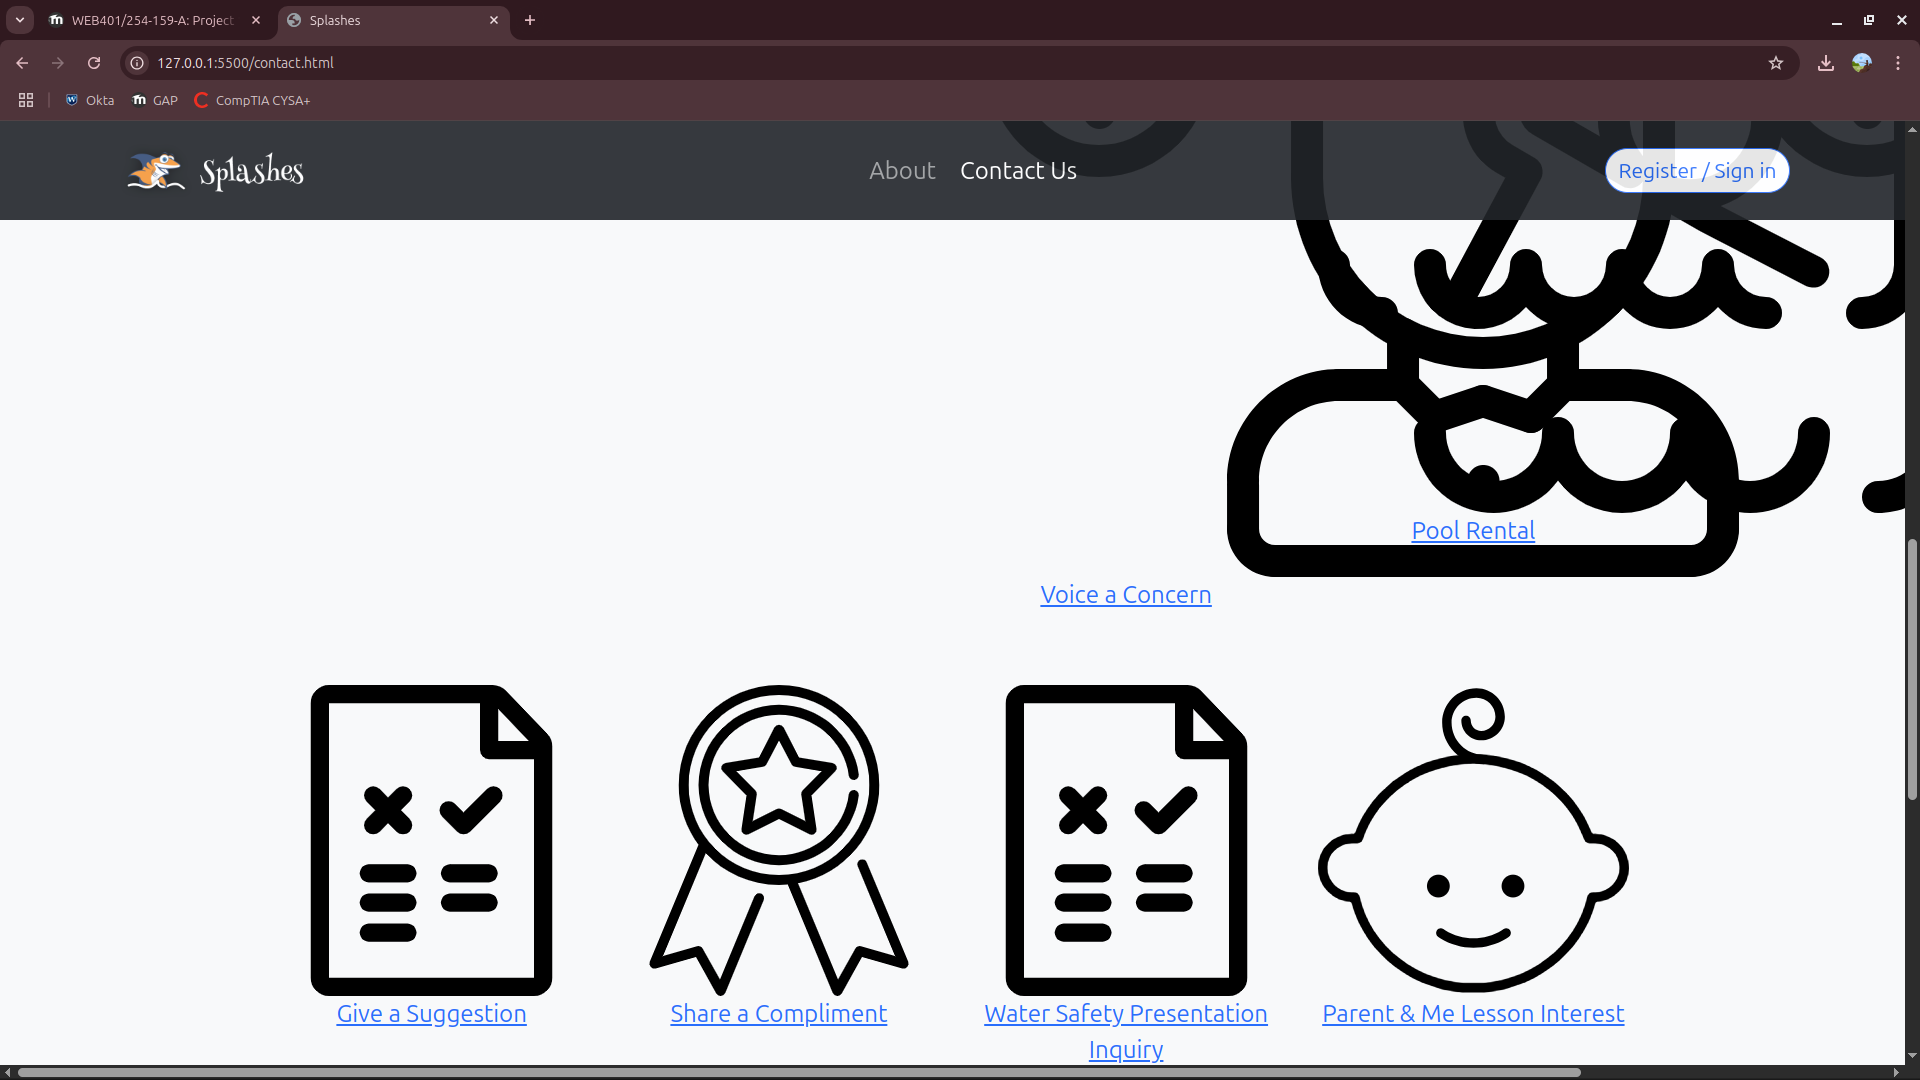 WEB401/254-159-A: Project
Splashes
127.0.0.1:5500/contact.html
Okta
GAP
CompTIA CYSA+
Splashes
About
Contact Us
Register / Sign in
Pool Rental
Voice a Concern
Give a Suggestion
Share a Compliment
Water Safety Presentation
Inquiry
Parent & Me Lesson Interest